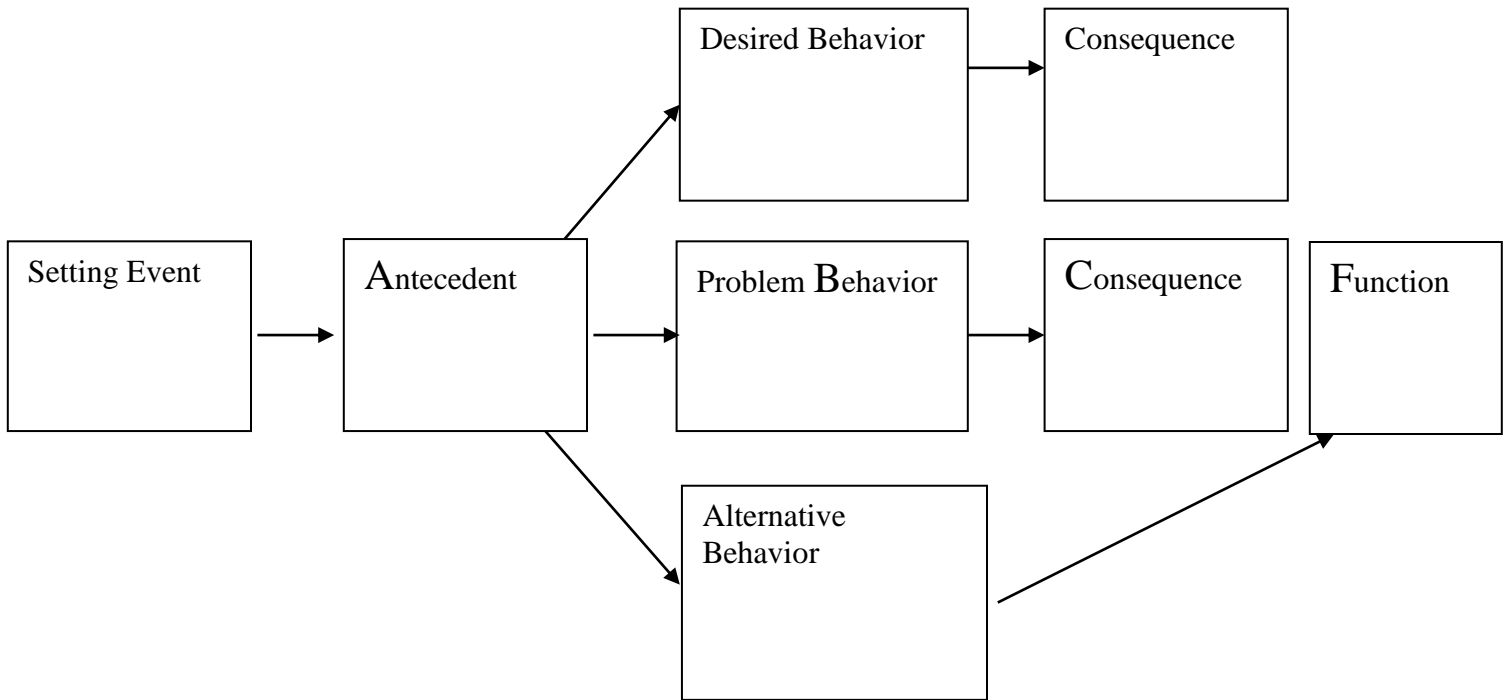 Desired Behavior
Consequence
Setting Event
Antecedent
Problem Behavior
Consequence
Function
Alternative
Behavior